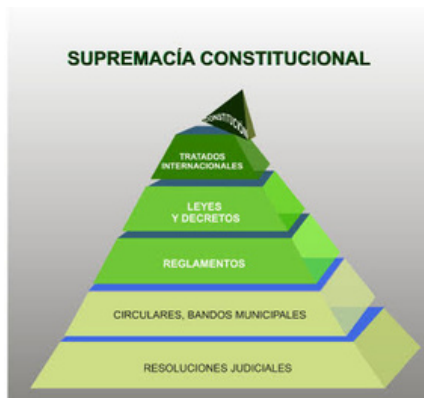 SUPREMACÍA CONSTITUCIONAL
CONSTITUCIÓN
TRATADOS
INTERNACIONALES
LEYES
Y DECRETOS
REGLAMENTOS
CIRCULARES, BANDOS MUNICIPALES
RESOLUCIONES JUDICIALES